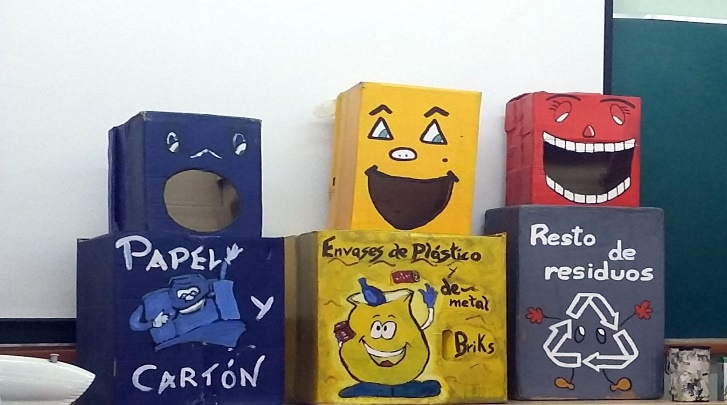 PAPEL
Y
CARTÓN
Envases de Plástico
y
de
metal
Briks
Resto
de
residuos